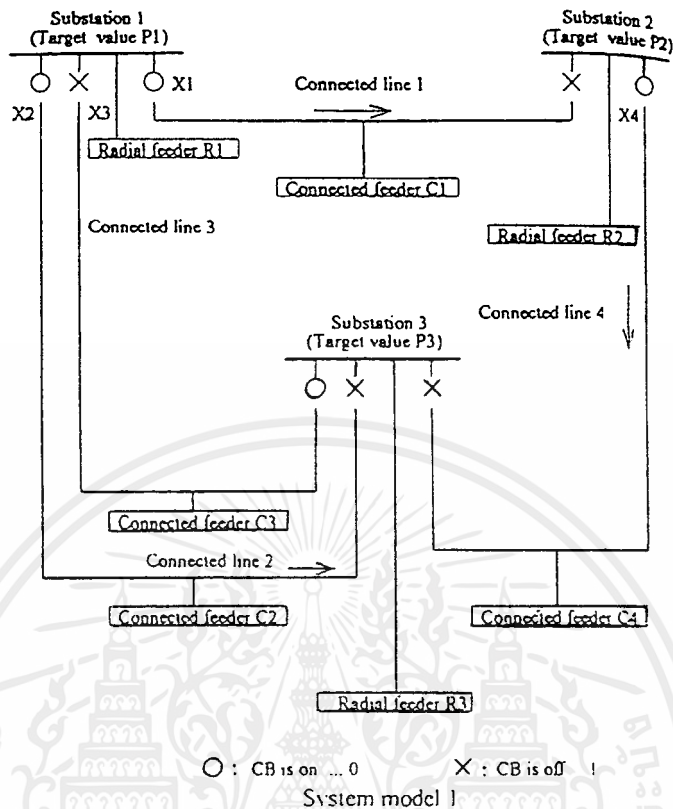 Substation 1
(Target value P1)
Substation 2
(Target value P2)
X1
X2
X3
X4
Connected line 1
Radial feeder R1
Connected feeder C1
Connected line 3
Radial feeder R2
Substation 3
(Target value P3)
Connected line 4
Connected feeder C3
Connected line 2
Connected feeder C2
Connected feeder C4
Radial feeder R3
O : CB is on ... 0
X : CB is off !
System model 1